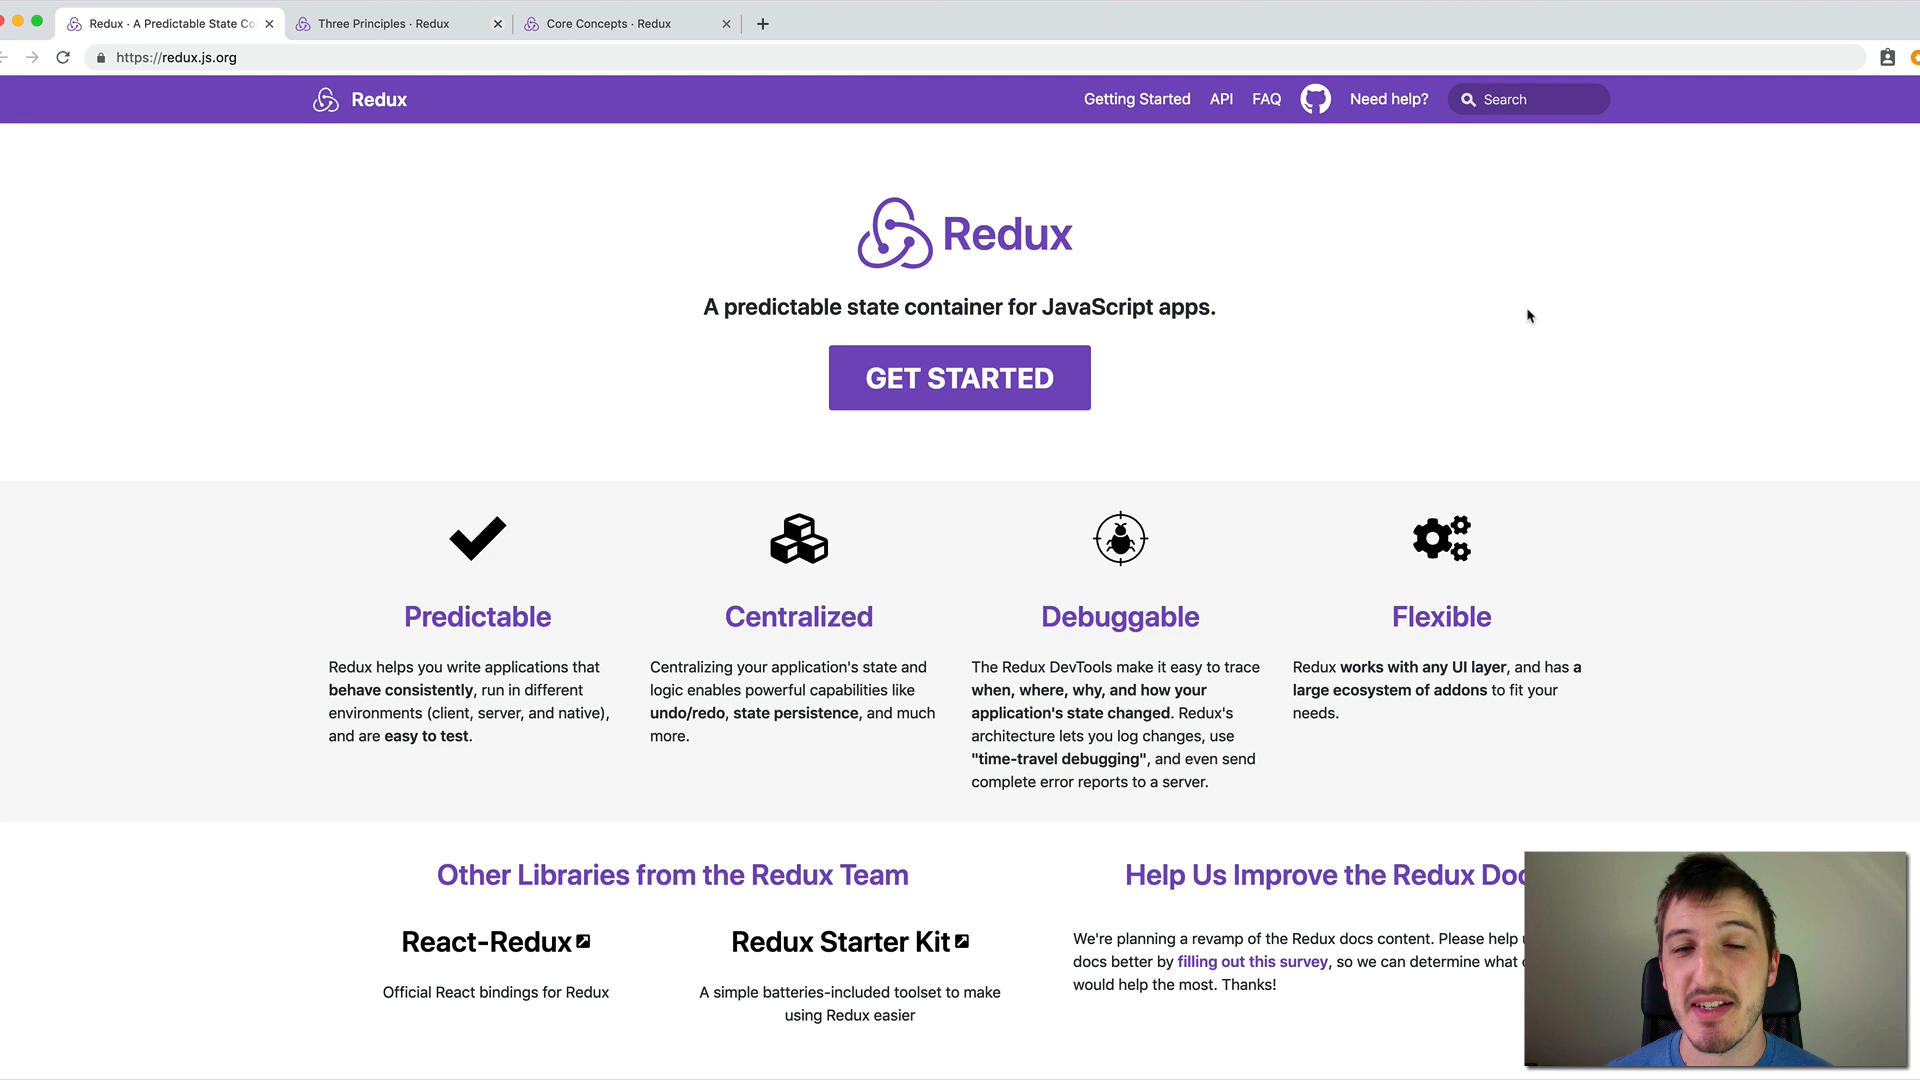 Redux · A Predictable State Co
Three Principles · Redux
Core Concepts · Redux
https://redux.js.org
Redux
Getting Started
API
FAQ
Need help?
Search
Redux
A predictable state container for JavaScript apps.
GET STARTED
Predictable
Redux helps you write applications that
behave consistently, run in different
environments (client, server, and native),
and are easy to test.
Centralized
Centralizing your application's state and
logic enables powerful capabilities like
undo/redo, state persistence, and much
more.
Debuggable
The Redux DevTools make it easy to trace
when, where, why, and how your
application's state changed. Redux's
architecture lets you log changes, use
"time-travel debugging", and even send
complete error reports to a server.
Flexible
Redux works with any UI layer, and has a
large ecosystem of addons to fit your
needs.
Other Libraries from the Redux Team
React-Redux
Official React bindings for Redux
Redux Starter Kit
A simple batteries-included toolset to make
using Redux easier
Help Us Improve the Redux Doc
We're planning a revamp of the Redux docs content. Please help
docs better by filling out this survey, so we can determine what
would help the most. Thanks!